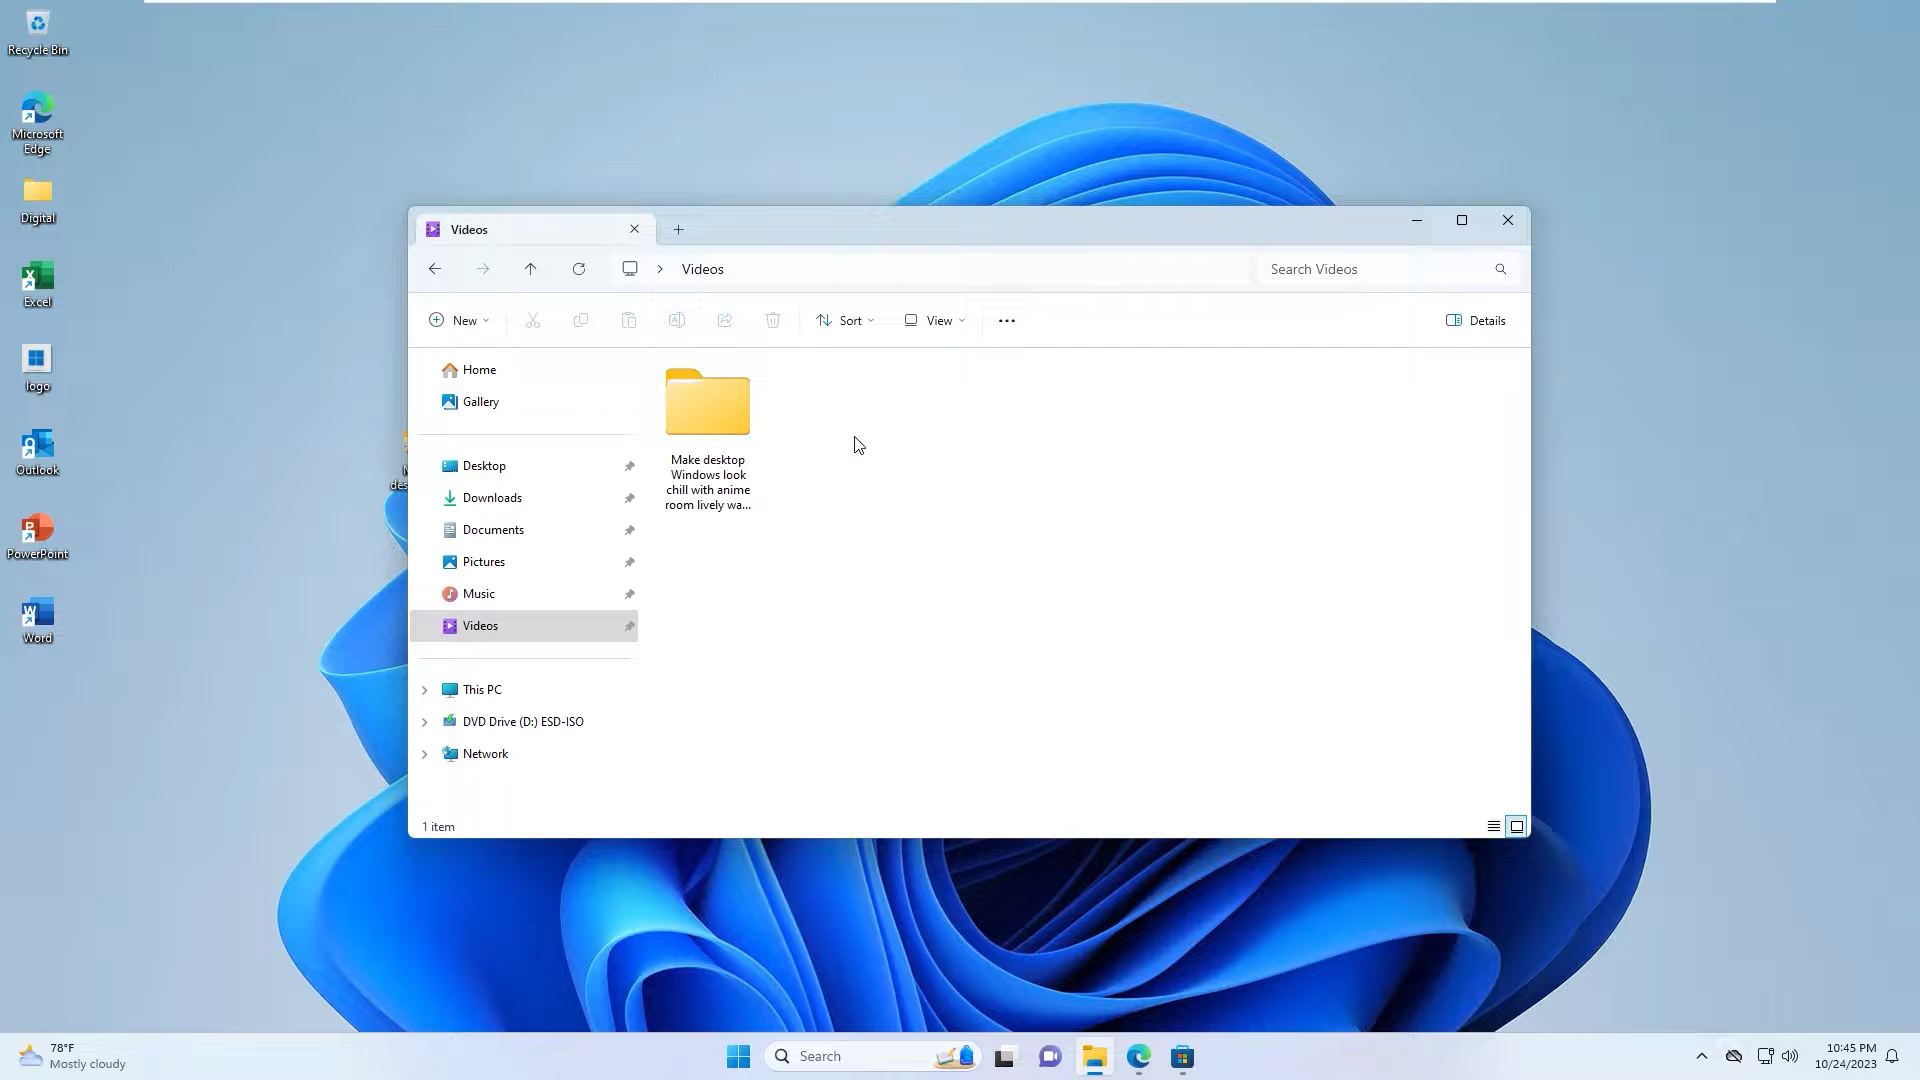 Recycle Bin
Microsoft
Edge
Digital
Excel
logo
Outlook
PowerPoint
Word
Videos
Videos
Search Videos
New
Sort
View
Details
Home
Gallery
Desktop
Downloads
Documents
Pictures
Music
Videos
This PC
DVD Drive (D:) ESD-ISO
Network
Make desktop
Windows look
chill with anime
room lively wa...
1 item
78°F
Mostly cloudy
Search
10:45 PM
10/24/2023